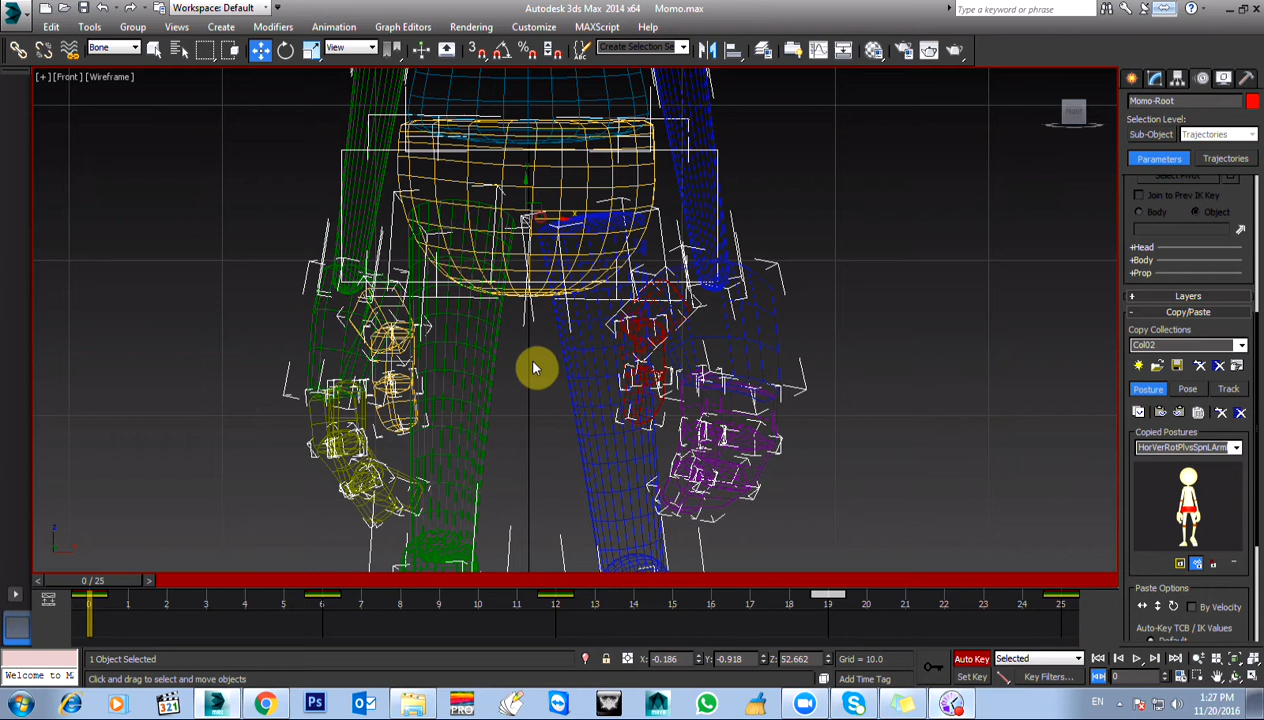 Workspace: Default
Autodesk 3ds Max 2014 x64
Momo.max
Type a keyword or phrase
Edit Tools Group Views Create Modifiers Animation Graph Editors Rendering Customize MAXScript Help
Bone
View
Create Selection Se
[+] [Front] [Wireframe]
FRONT
Momo-Root
Selection Level:
Sub-Object Trajectories
Parameters Trajectories
Select Pivot
Join to Prev IK Key
Body Object
+Head
+Body
+Prop
+ Layers
- Copy/Paste
Copy Collections
Col02
Posture Pose Track
Copied Postures
HorVerRotPlvsSpnLArm
Paste Options
By Velocity
Auto-Key TCB / IK Values
Default
x
z
x
< 0 / 25 >
0 1 2 3 4 5 6 7 8 9 10 11 12 13 14 15 16 17 18 19 20 21 22 23 24 25
1 Object Selected
X: -0.186 Y: -0.918 Z: 52.662 Grid = 10.0
Auto Key Selected
Welcome to M
Click and drag to select and move objects
Add Time Tag
Set Key Key Filters...
0
321
PRO
EN
1:27 PM
11/20/2016